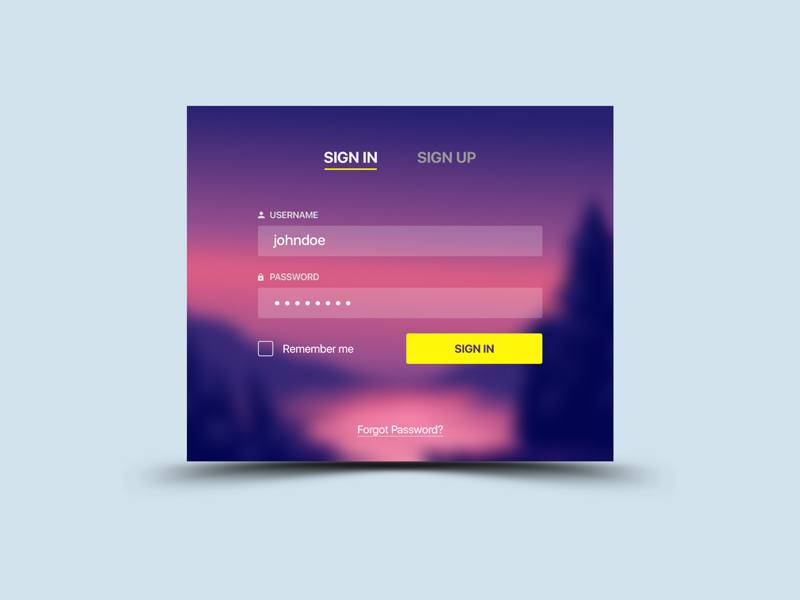 SIGN IN SIGN UP
USERNAME
johndoe
PASSWORD
••••••••
Remember me SIGN IN
Forgot Password?